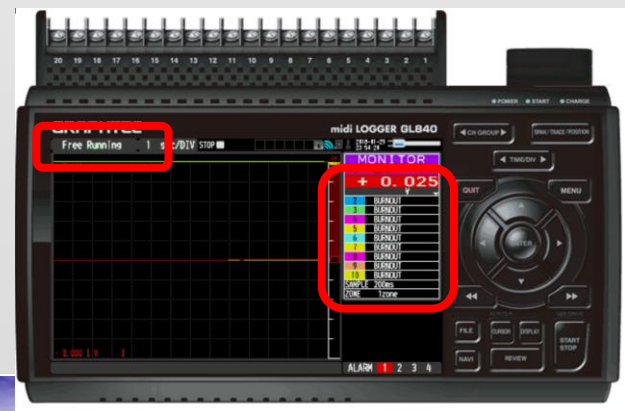 20 19 18 17 16 15 14 13 12 11 10 9 8 7 6 5 4 3 2 1
POWER START CHARGE
GRAPHTEC
midi LOGGER GL840
CH GROUP
SPAN / TRACE / POSITION
Free Running
1 sec/DIV STOP
TIME/DIV
MONITOR
+ 0.025
V
QUIT
MENU
2 BURNOUT
3 BURNOUT
4 BURNOUT
5 BURNOUT
6 BURNOUT
7 BURNOUT
8 BURNOUT
9 BURNOUT
10 BURNOUT
SAMPLE 200ms
ZONE 1zone
ENTER
FILE
CURSOR
DISPLAY
START
STOP
NAVI
REVIEW
ALARM 1 2 3 4